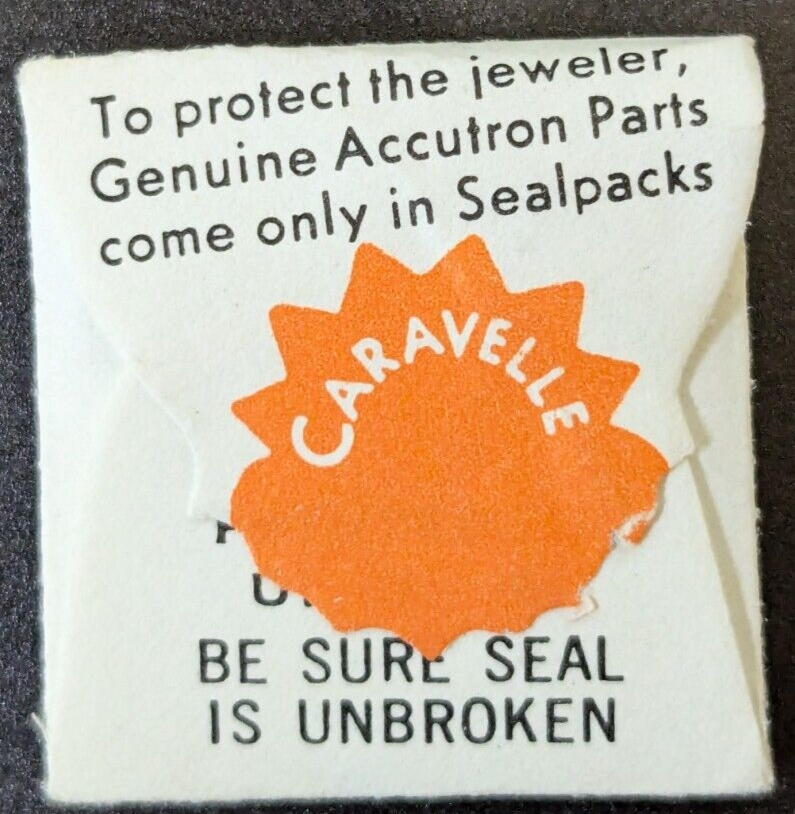 To protect the jeweler,
Genuine Accutron Parts
come only in Sealpacks
CARAVELLE
BE SURE SEAL
IS UNBROKEN